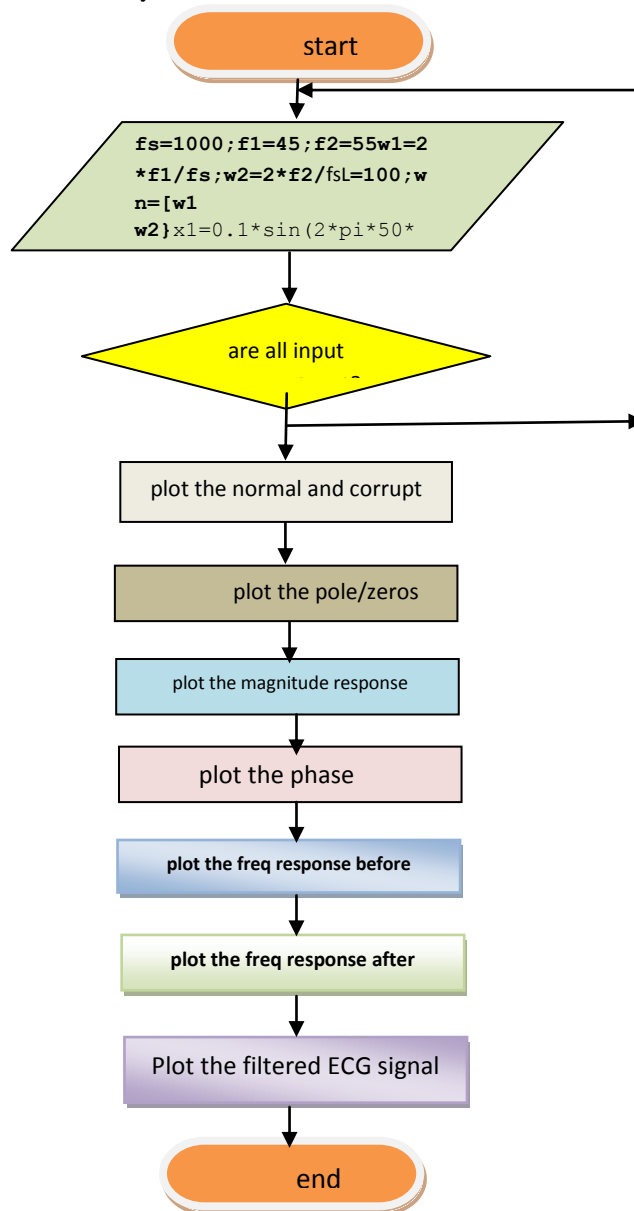 start
fs=1000;f1=45;f2=55w1=2
*f1/fs;w2=2*f2/fsL=100;w
n=[w1
w2}x1=0.1*sin(2*pi*50*
are all input
plot the normal and corrupt
plot the pole/zeros
plot the magnitude response
plot the phase
plot the freq response before
plot the freq response after
Plot the filtered ECG signal
end